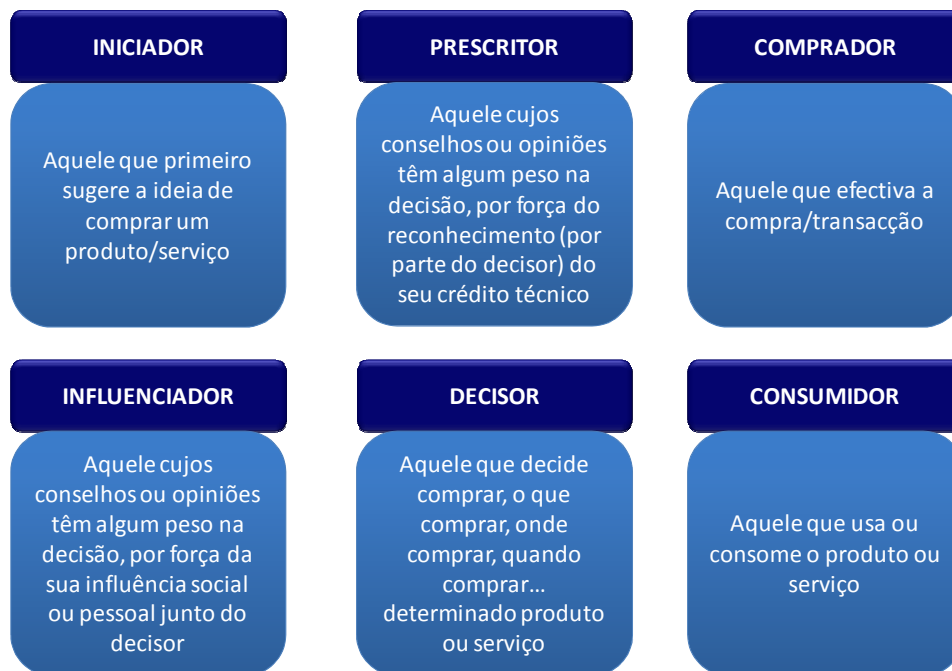 INICIADOR
Aquele que primeiro
sugere a ideia de
comprar um
produto/serviço
PRESCRITOR
Aquele cujos
conselhos ou opiniões
têm algum peso na
decisão, por força do
reconhecimento (por
parte do decisor) do
seu crédito técnico
COMPRADOR
Aquele que efectiva a
compra/transacção
INFLUENCIADOR
Aquele cujos
conselhos ou opiniões
têm algum peso na
decisão, por força da
sua influência social
ou pessoal junto do
decisor
DECISOR
Aquele que decide
comprar, o que
comprar, onde
comprar, quando
comprar...
determinado produto
ou serviço
CONSUMIDOR
Aquele que usa ou
consome o produto ou
serviço